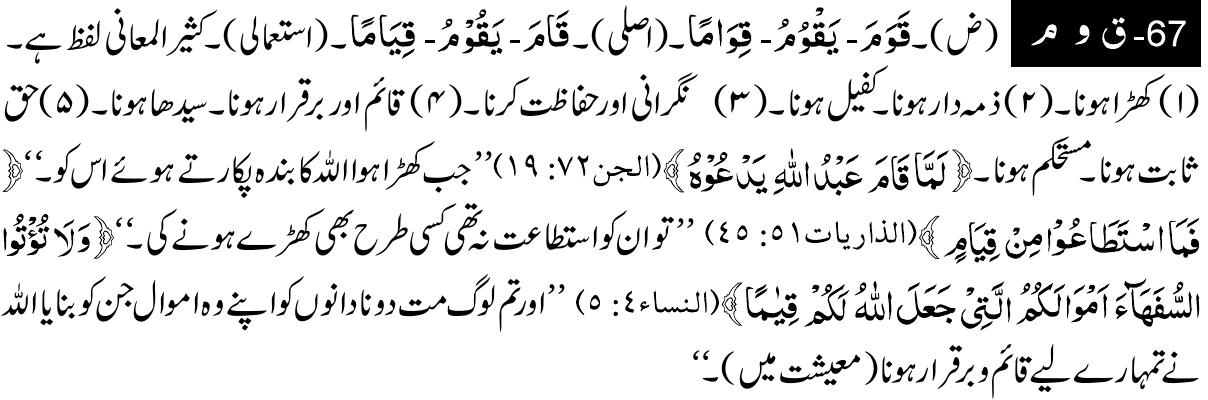 67- ق و م (ض)۔ قَوَمَ - يَقْوُمُ - قِوَامًا۔ (اصلی)۔ قَامَ - يَقُوْمُ - قِيَامًا۔ (استعمالی)۔ کثیر المعانی لفظ ہے۔
(۱) کھڑا ہونا۔ (۲) ذمہ دار ہونا۔ کفیل ہونا۔ (۳) نگرانی اور حفاظت کرنا۔ (۴) قائم اور برقرار ہونا۔ سیدھا ہونا۔ (۵) حق
ثابت ہونا۔ مستحکم ہونا۔ ﴿ لَمَّا قَامَ عَبْدُ اللّٰهِ يَدْعُوْهُ ﴾ (الجن ۷۲: ۱۹) ’’جب کھڑا ہوا اللہ کا بندہ پکارتے ہوئے اس کو۔‘‘ ﴿
فَمَا اسْتَطَاعُوْا مِنْ قِيَامٍ ﴾ (الذاریات ۵۱: ۴۵) ’’تو ان کو استطاعت نہ تھی کسی طرح بھی کھڑے ہونے کی۔‘‘ ﴿ وَلَا تُؤْتُوا
السُّفَهَآءَ اَمْوَالَكُمُ الَّتِيْ جَعَلَ اللّٰهُ لَكُمْ قِيٰمًا ﴾ (النساء ٤: ٥) ’’اور تم لوگ مت دو نادانوں کو اپنے وہ اموال جن کو بنایا اللہ
نے تمہارے لیے قائم و برقرار ہونا (معیشت میں)۔‘‘